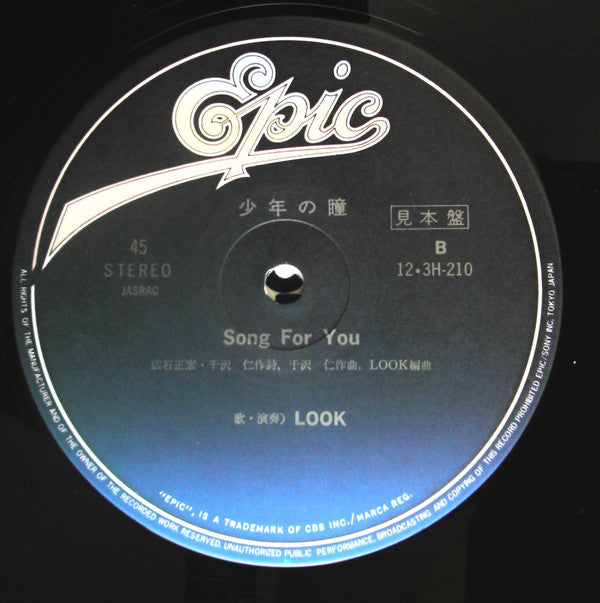 Epic
少年の瞳
見本盤
45
STEREO
JASRAC
B
12・3H-210
Song For You
広石正宏・千沢 仁作詩, 千沢 仁作曲, LOOK編曲
歌・演奏) LOOK
"EPIC", IS A TRADEMARK OF CBS INC./MARCA REG.
ALL RIGHTS OF THE MANUFACTURER AND OF THE OWNER OF THE RECORDED WORK RESERVED, UNAUTHORIZED PUBLIC PERFORMANCE, BROADCASTING AND COPYING OF THIS RECORD PROHIBITED EPIC/SONY INC. TOKYO JAPAN